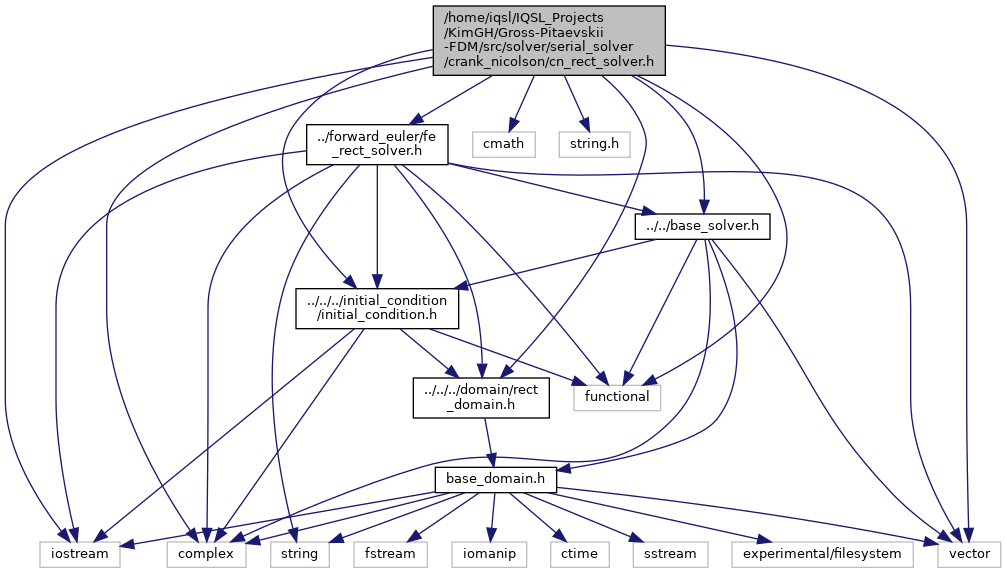 /home/iqsl/IQSL_Projects
/KimGH/Gross-Pitaevskii
-FDM/src/solver/serial_solver
/crank_nicolson/cn_rect_solver.h
../forward_euler/fe
_rect_solver.h
cmath
string.h
../../base_solver.h
../../../initial_condition
/initial_condition.h
../../../domain/rect
_domain.h
functional
base_domain.h
iostream
complex
string
fstream
iomanip
ctime
sstream
experimental/filesystem
vector